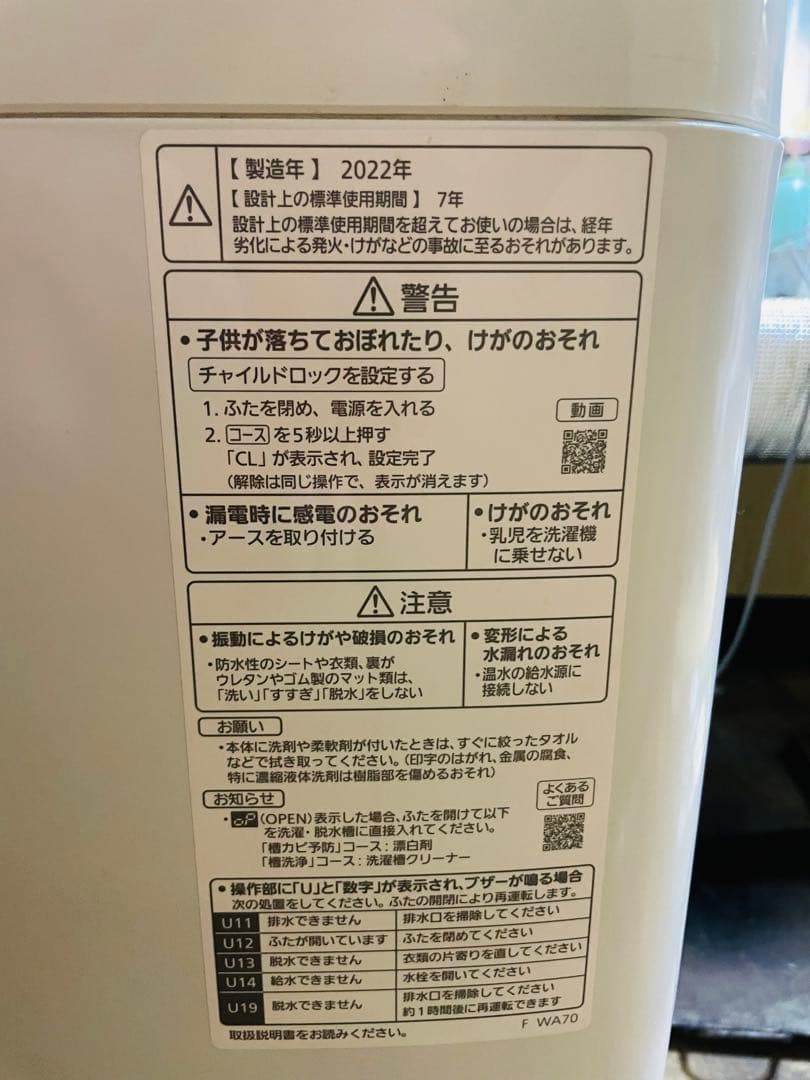 【製造年】 2022年
【設計上の標準使用期間】 7年
設計上の標準使用期間を超えてお使いの場合は、経年
劣化による発火・けがなどの事故に至るおそれがあります。
警告
•子供が落ちておぼれたり、けがのおそれ
チャイルドロックを設定する
1. ふたを閉め、電源を入れる
2. コースを5秒以上押す
「CL」が表示され、設定完了
(解除は同じ操作で、表示が消えます)
動画
•漏電時に感電のおそれ
・アースを取り付ける
•けがのおそれ
・乳児を洗濯機
に乗せない
注意
•振動によるけがや破損のおそれ
・防水性のシートや衣類、裏が
ウレタンやゴム製のマット類は、
「洗い」「すすぎ」「脱水」をしない
•変形による
水漏れのおそれ
・温水の給水源に
接続しない
お願い
・本体に洗剤や柔軟剤が付いたときは、すぐに絞ったタオル
などで拭き取ってください。(印字のはがれ、金属の腐食、
特に濃縮液体洗剤は樹脂部を傷めるおそれ)
お知らせ
・oP(OPEN)表示した場合、ふたを開けて以下
を洗濯・脱水槽に直接入れてください。
「槽カビ予防」コース:漂白剤
「槽洗浄」コース:洗濯槽クリーナー
よくある
ご質問
•操作部に「U」と「数字」が表示され、ブザーが鳴る場合
次の処置をしてください。ふたの開閉により再運転します。
U11 排水できません 排水口を掃除してください
U12 ふたが開いています ふたを閉めてください
U13 脱水できません 衣類の片寄りを直してください
U14 給水できません 水栓を開いてください
U19 脱水できません 排水口を掃除してください
約1時間後に再運転できます
取扱説明書をお読みください。
F WA70